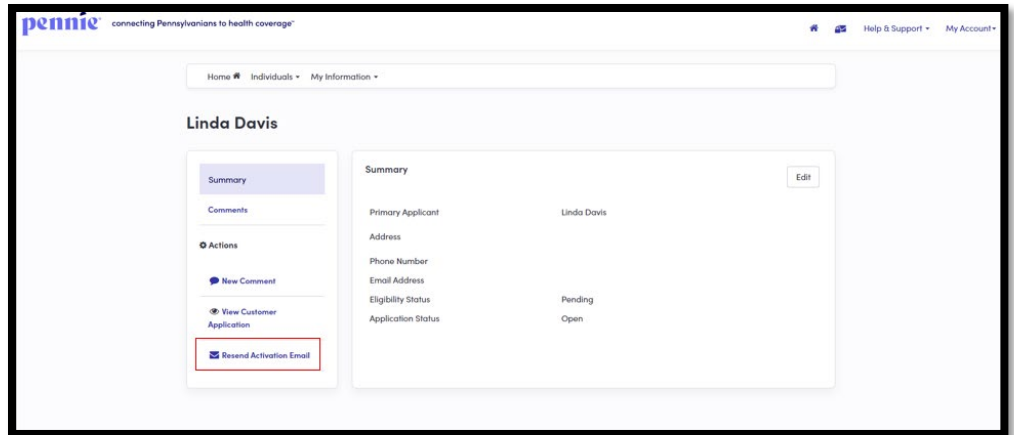 pennie® connecting Pennsylvanians to health coverage™
Help & Support My Account
Home Individuals My Information
Linda Davis
Summary
Comments
Actions
New Comment
View Customer
Application
Resend Activation Email
Summary
Edit
Primary Applicant Linda Davis
Address
Phone Number
Email Address
Eligibility Status Pending
Application Status Open